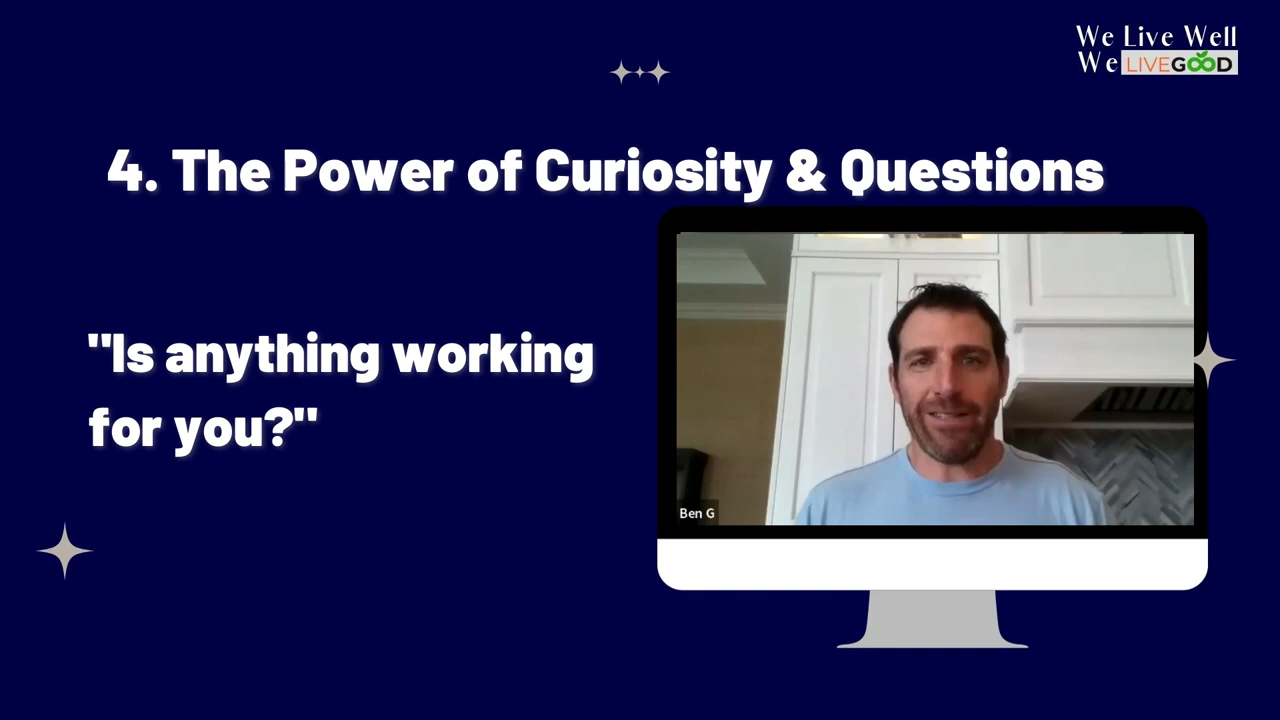 We Live Well
We LIVEGOOD
4. The Power of Curiosity & Questions
"Is anything working
for you?"
Ben G